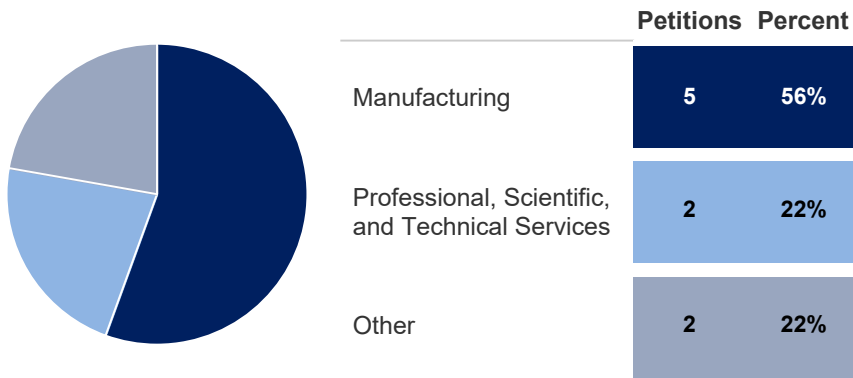 Petitions Percent
Manufacturing 5 56%
Professional, Scientific,
and Technical Services 2 22%
Other 2 22%